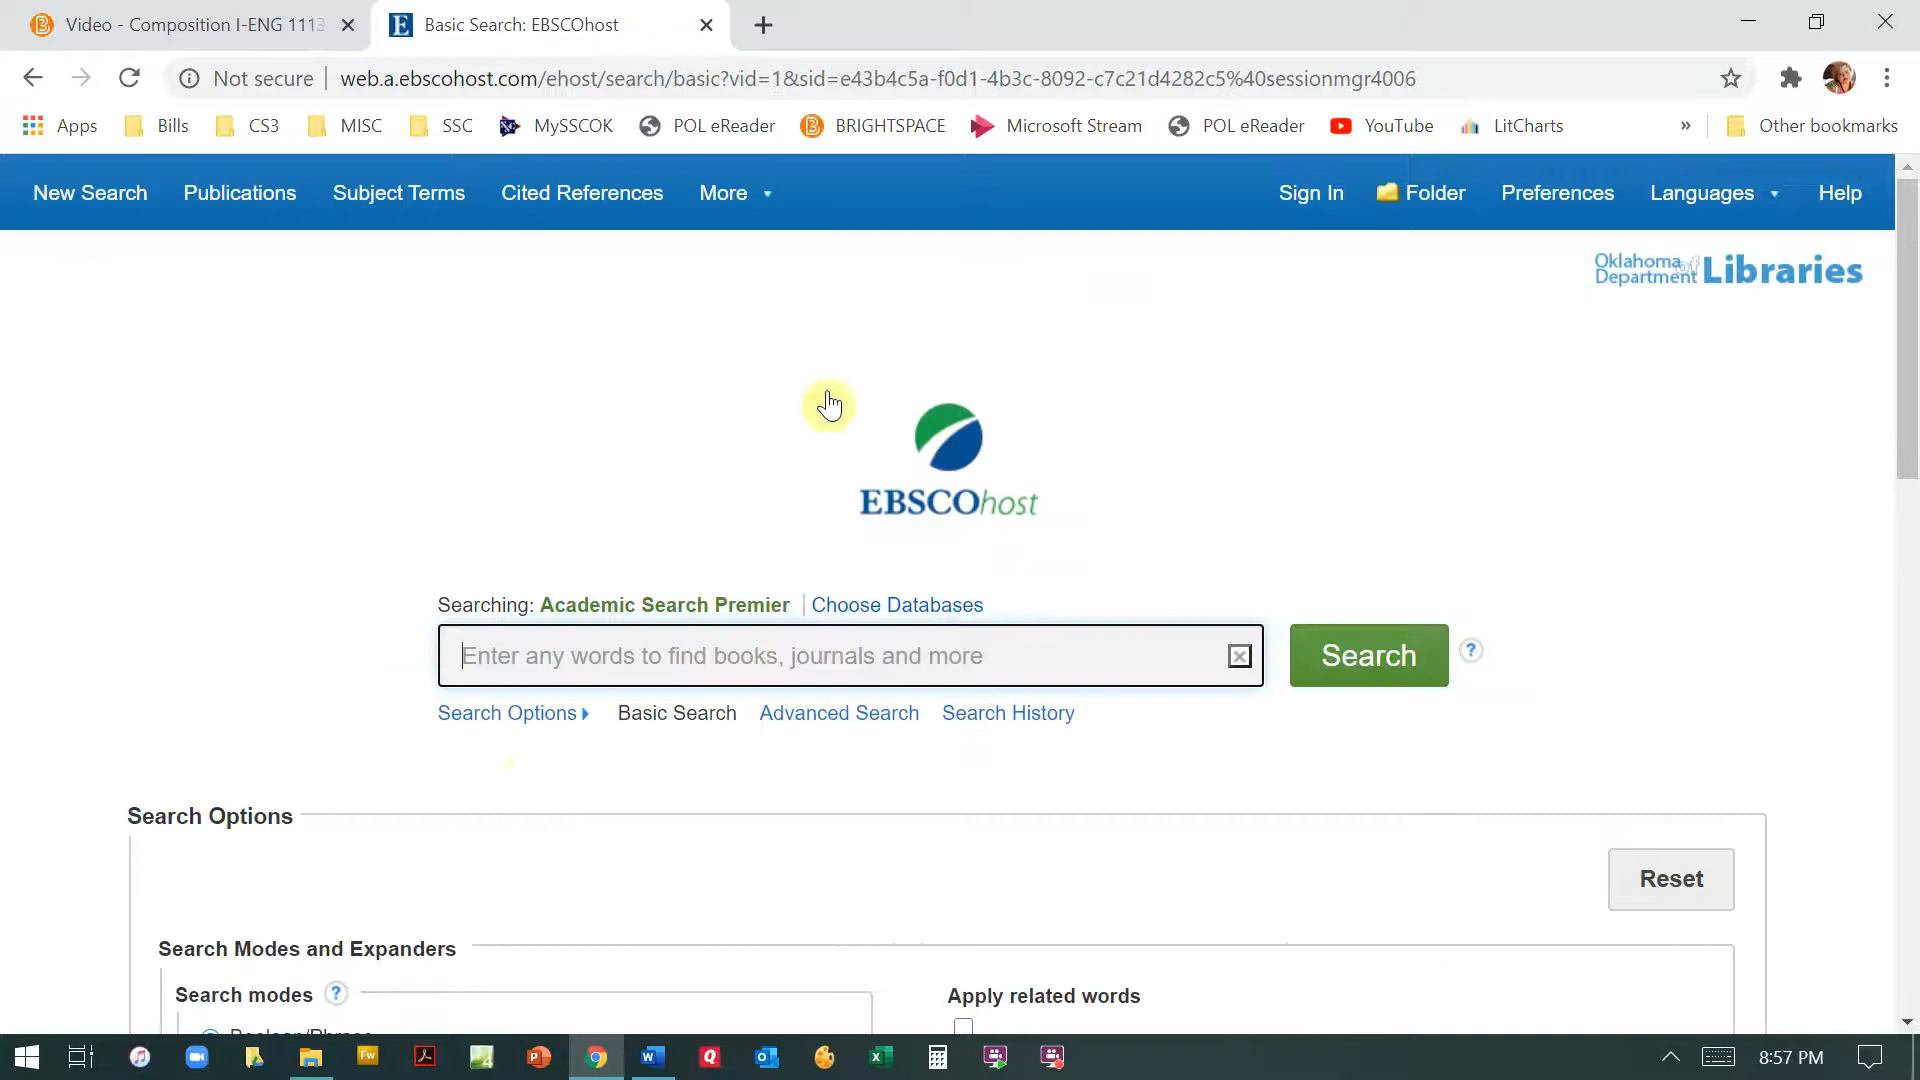 Video - Composition I-ENG 1113
Basic Search: EBSCOhost
Not secure
web.a.ebscohost.com/ehost/search/basic?vid=1&sid=e43b4c5a-f0d1-4b3c-8092-c7c21d4282c5%40sessionmgr4006
Apps Bills CS3 MISC SSC MySSCOK POL eReader BRIGHTSPACE Microsoft Stream POL eReader YouTube LitCharts » Other bookmarks
New Search Publications Subject Terms Cited References More Sign In Folder Preferences Languages Help
Oklahoma
Department of Libraries
EBSCOhost
Searching: Academic Search Premier | Choose Databases
Enter any words to find books, journals and more
Search
Search Options Basic Search Advanced Search Search History
Search Options
Reset
Search Modes and Expanders
Search modes
Apply related words
Boolean/Phrase
8:57 PM